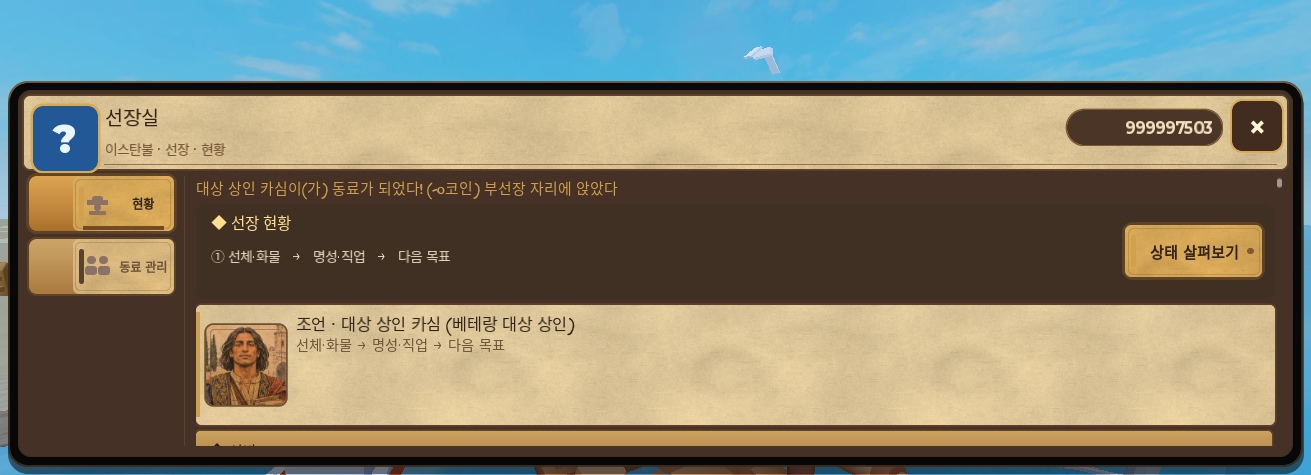 ?
선장실
이스탄불 · 선장 · 현황
999997503
×
현황
동료 관리
대상 상인 카심이(가) 동료가 되었다! (-0코인) 부선장 자리에 앉았다
◆ 선장 현황
① 선체·화물 → 명성·직업 → 다음 목표
상태 살펴보기
조언 · 대상 상인 카심 (베테랑 대상 상인)
선체·화물 → 명성·직업 → 다음 목표